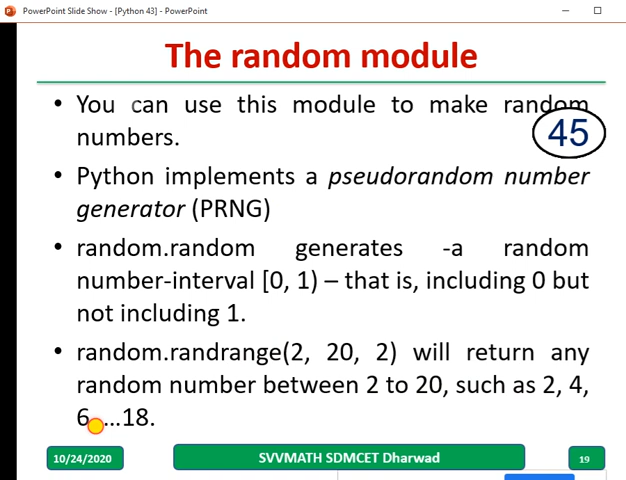 PowerPoint Slide Show - [Python 43] - PowerPoint
The random module
• You can use this module to make random
numbers.
45
• Python implements a pseudorandom number
generator (PRNG)
• random.random generates -a random
number-interval [0, 1) – that is, including 0 but
not including 1.
• random.randrange(2, 20, 2) will return any
random number between 2 to 20, such as 2, 4,
6, …18.
10/24/2020
SVVMATH SDMCET Dharwad
19